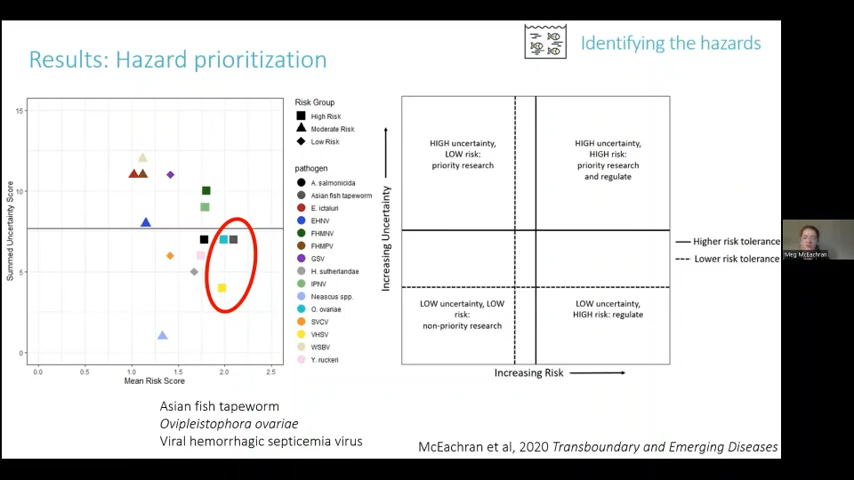 Identifying the hazards
Results: Hazard prioritization
Summed Uncertainty Score
15
10
5
0
0.0
0.5
1.0
1.5
2.0
2.5
Mean Risk Score
Risk Group
High Risk
Moderate Risk
Low Risk
pathogen
A. salmonicida
Asian fish tapeworm
E. ictaluri
EHNV
FHMNV
FHMPV
GSV
H. sutherlandae
IPNV
Neascus spp.
O. ovariae
SVCV
VHSV
WSBV
Y. ruckeri
Increasing Uncertainty
HIGH uncertainty,
LOW risk:
priority research
HIGH uncertainty,
HIGH risk:
priority research
and regulate
LOW uncertainty, LOW
risk:
non-priority research
LOW uncertainty,
HIGH risk: regulate
Increasing Risk
Higher risk tolerance
Lower risk tolerance
Asian fish tapeworm
Ovipleistophora ovariae
Viral hemorrhagic septicemia virus
McEachran et al, 2020 Transboundary and Emerging Diseases
Meg McEachran